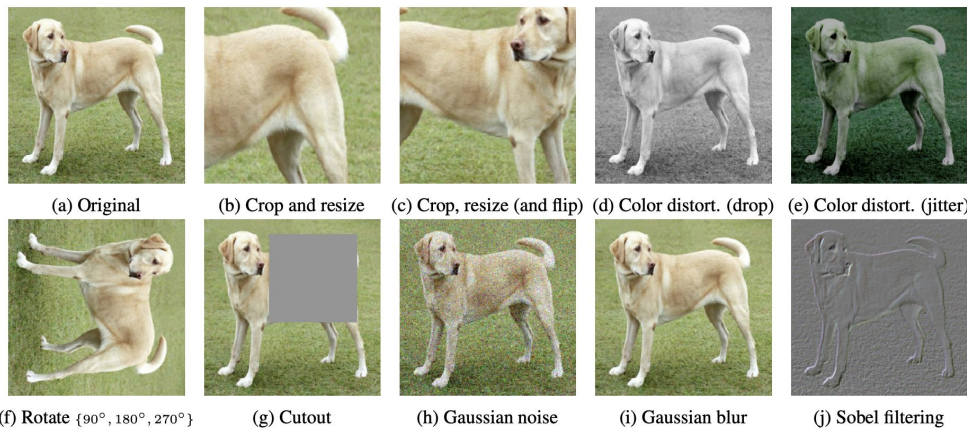 (a) Original
(b) Crop and resize
(c) Crop, resize (and flip)
(d) Color distort. (drop)
(e) Color distort. (jitter)
(f) Rotate {90°, 180°, 270°}
(g) Cutout
(h) Gaussian noise
(i) Gaussian blur
(j) Sobel filtering